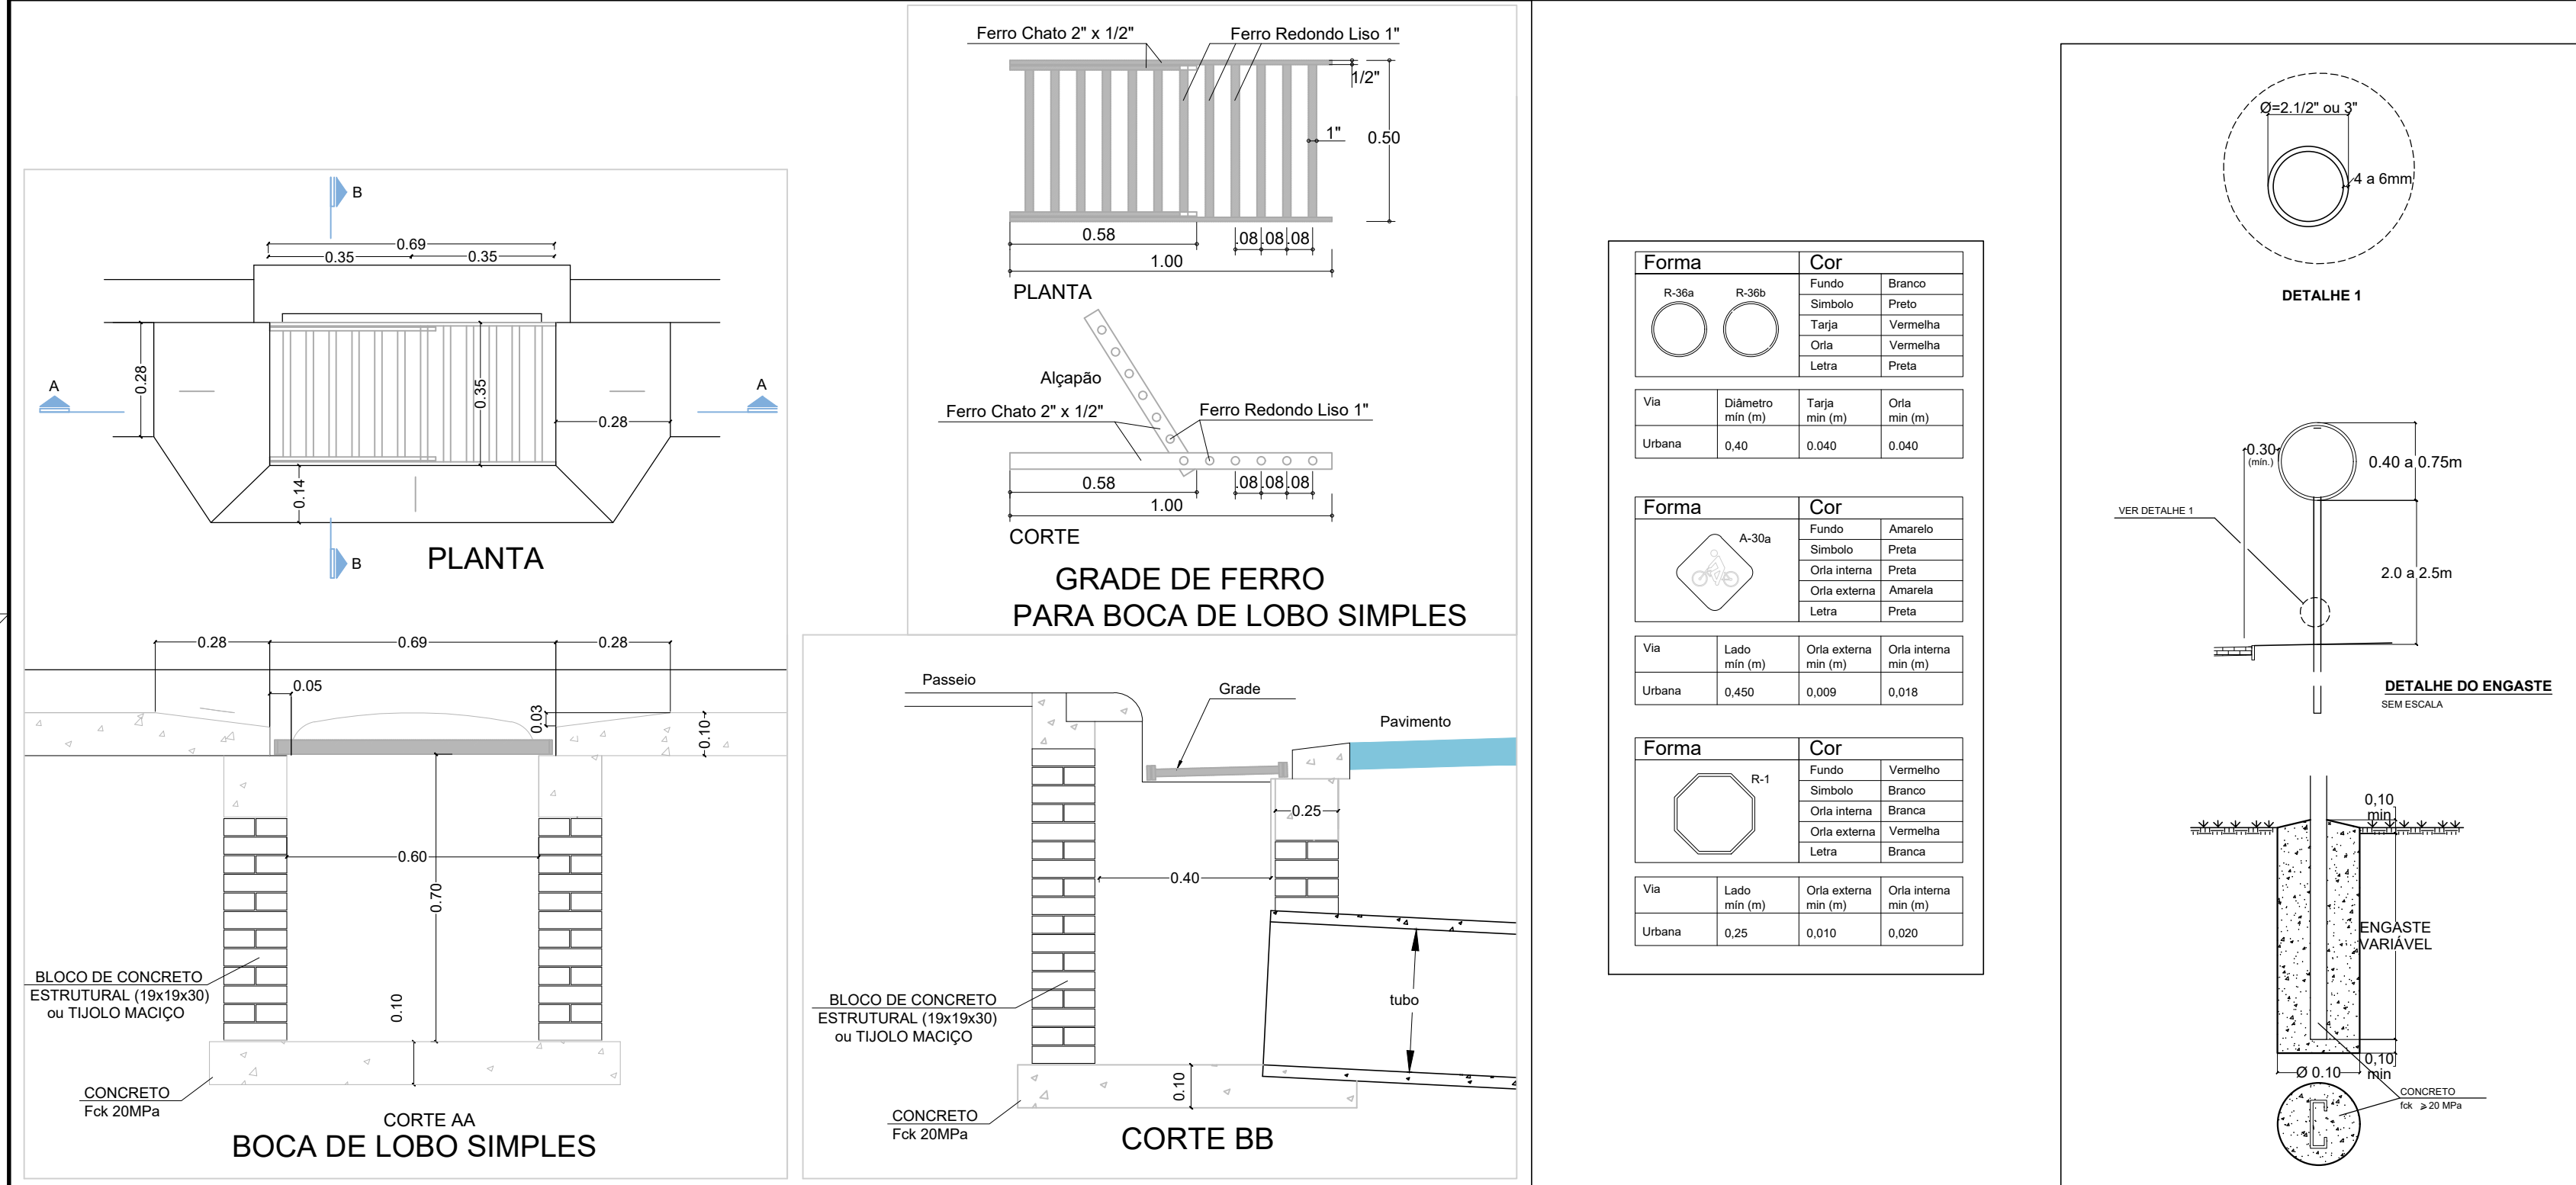 B
0.69
0.35
0.35
A
0.28
0.35
0.28
A
0.14
B
PLANTA
0.28
0.69
0.28
0.05
0.03
0.10
0.60
0.70
BLOCO DE CONCRETO
ESTRUTURAL (19x19x30)
ou TIJOLO MACIÇO
0.10
CONCRETO
Fck 20MPa
CORTE AA
BOCA DE LOBO SIMPLES
Ferro Chato 2" x 1/2"
Ferro Redondo Liso 1"
1/2"
1"
0.50
0.58
.08
.08
.08
1.00
PLANTA
Alçapão
Ferro Chato 2" x 1/2"
Ferro Redondo Liso 1"
0.58
.08
.08
.08
1.00
CORTE
GRADE DE FERRO
PARA BOCA DE LOBO SIMPLES
Passeio
Grade
Pavimento
0.25
0.40
BLOCO DE CONCRETO
ESTRUTURAL (19x19x30)
ou TIJOLO MACIÇO
tubo
0.10
CONCRETO
Fck 20MPa
CORTE BB
Forma Cor
R-36a R-36b
Fundo Branco
Simbolo Preto
Tarja Vermelha
Orla Vermelha
Letra Preta
Via Diâmetro mín (m) Tarja min (m) Orla min (m)
Urbana 0,40 0.040 0.040
Forma Cor
A-30a
Fundo Amarelo
Simbolo Preta
Orla interna Preta
Orla externa Amarela
Letra Preta
Via Lado mín (m) Orla externa min (m) Orla interna min (m)
Urbana 0,450 0,009 0,018
Forma Cor
R-1
Fundo Vermelho
Simbolo Branco
Orla interna Branca
Orla externa Vermelha
Letra Branca
Via Lado mín (m) Orla externa min (m) Orla interna min (m)
Urbana 0,25 0,010 0,020
Ø=2.1/2" ou 3"
4 a 6mm
DETALHE 1
0.30
(mín.)
0.40 a 0.75m
VER DETALHE 1
2.0 a 2.5m
DETALHE DO ENGASTE
SEM ESCALA
0,10
min
ENGASTE
VARIÁVEL
0,10
min
Ø 0.10
CONCRETO
fck ⩾ 20 MPa